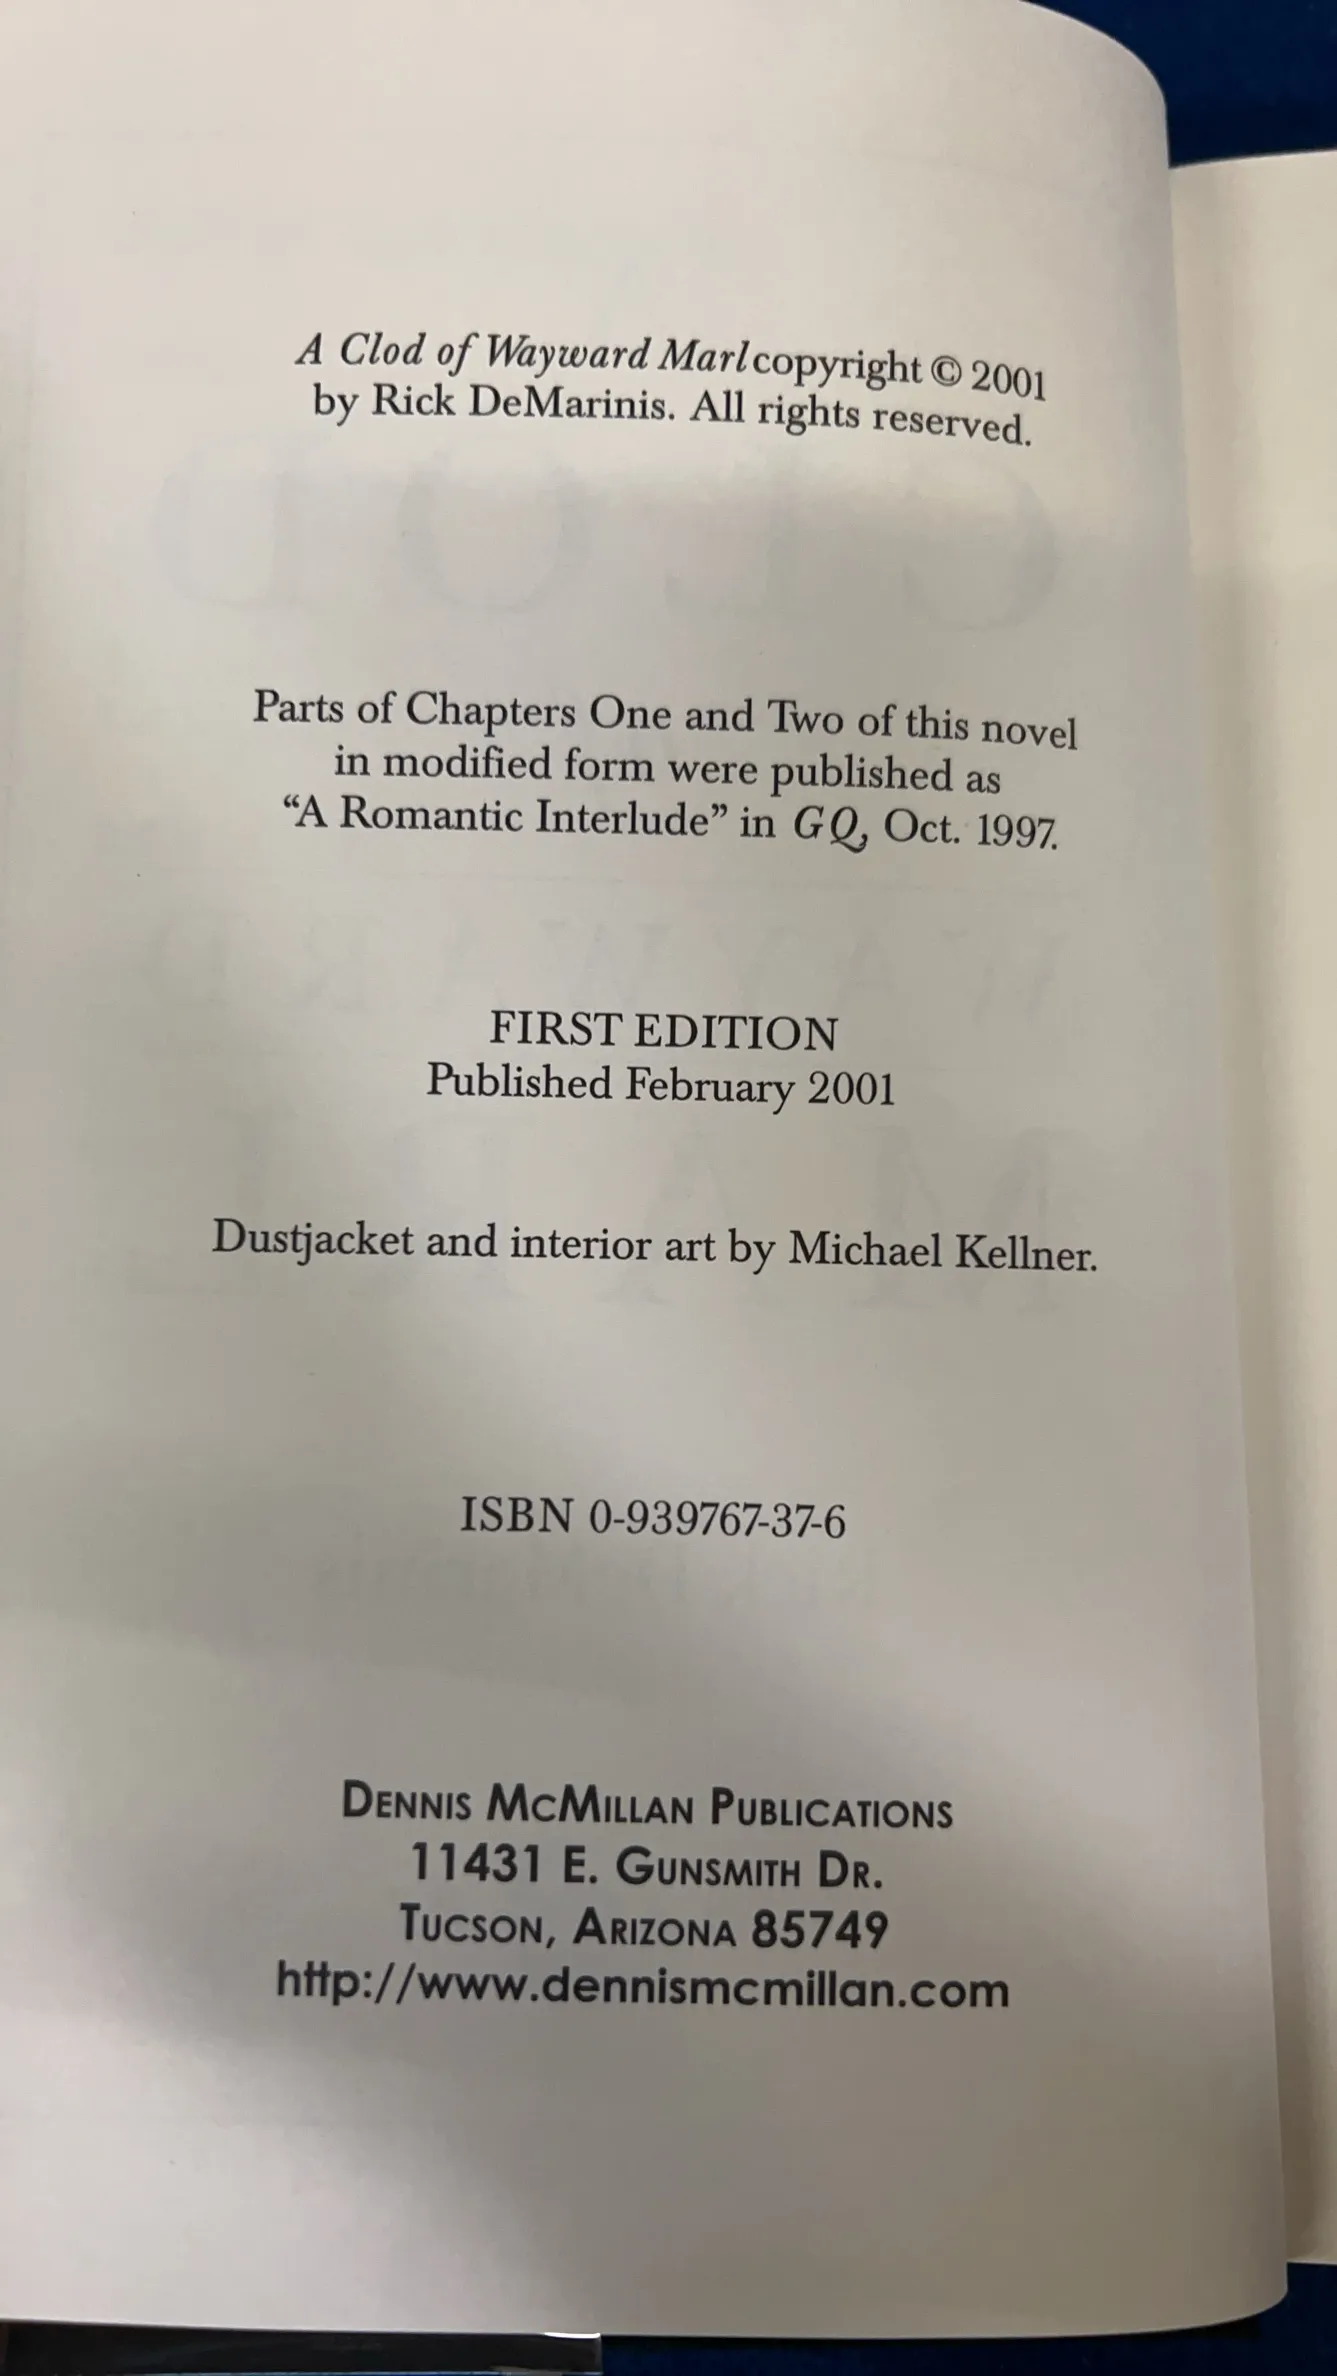 A Clod of Wayward Marl copyright © 2001
by Rick DeMarinis. All rights reserved.
Parts of Chapters One and Two of this novel
in modified form were published as
“A Romantic Interlude” in GQ, Oct. 1997.
FIRST EDITION
Published February 2001
Dustjacket and interior art by Michael Kellner.
ISBN 0-939767-37-6
DENNIS MCMILLAN PUBLICATIONS
11431 E. GUNSMITH DR.
TUCSON, ARIZONA 85749
http://www.dennismcmillan.com